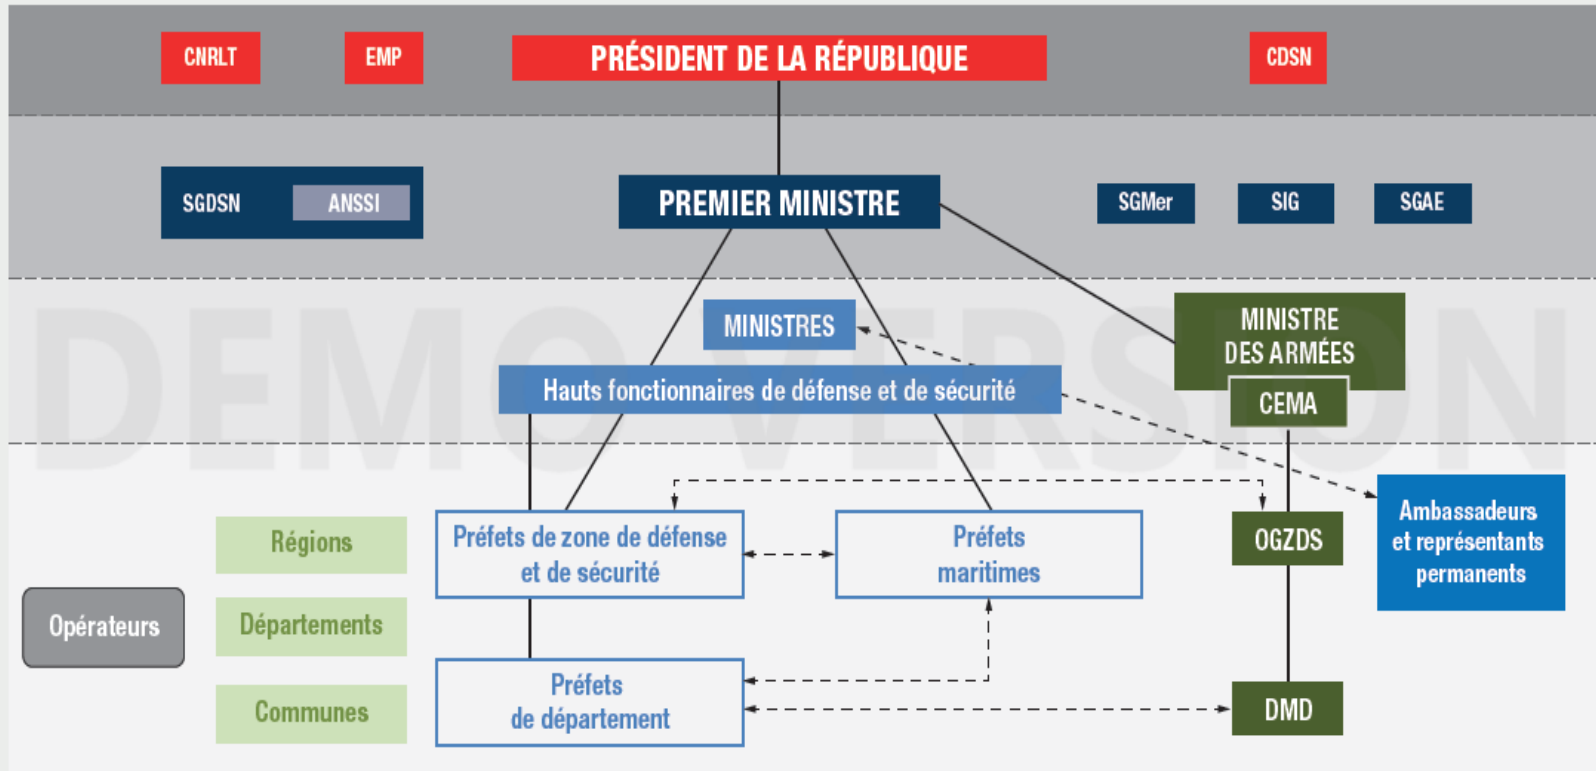 CNRLT
EMP
PRÉSIDENT DE LA RÉPUBLIQUE
CDSN
SGDSN
ANSSI
PREMIER MINISTRE
SGMer
SIG
SGAE
DEMO VERSION
MINISTRES
MINISTRE
DES ARMÉES
Hauts fonctionnaires de défense et de sécurité
CEMA
Régions
Préfets de zone de défense
et de sécurité
Préfets
maritimes
OGZDS
Ambassadeurs
et représentants
permanents
Opérateurs
Départements
Communes
Préfets
de département
DMD